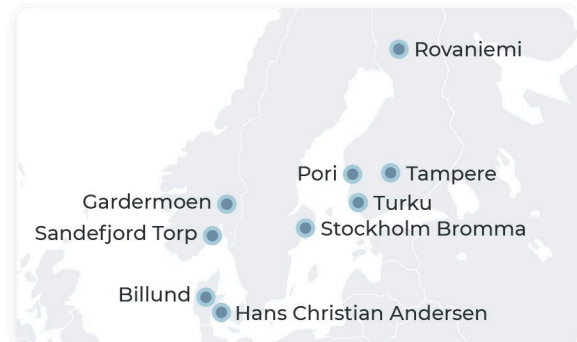 Rovaniemi
Pori
Tampere
Gardermoen
Turku
Sandefjord Torp
Stockholm Bromma
Billund
Hans Christian Andersen